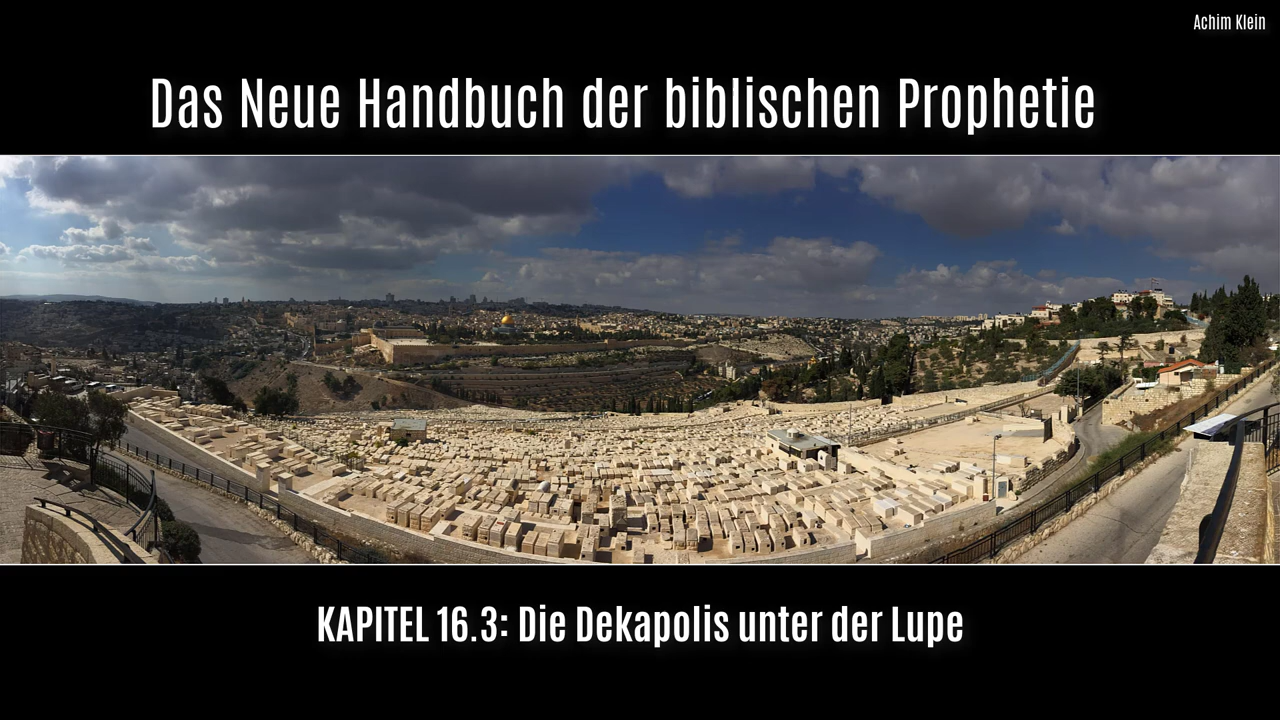 Achim Klein
Das Neue Handbuch der biblischen Prophetie
KAPITEL 16.3: Die Dekapolis unter der Lupe